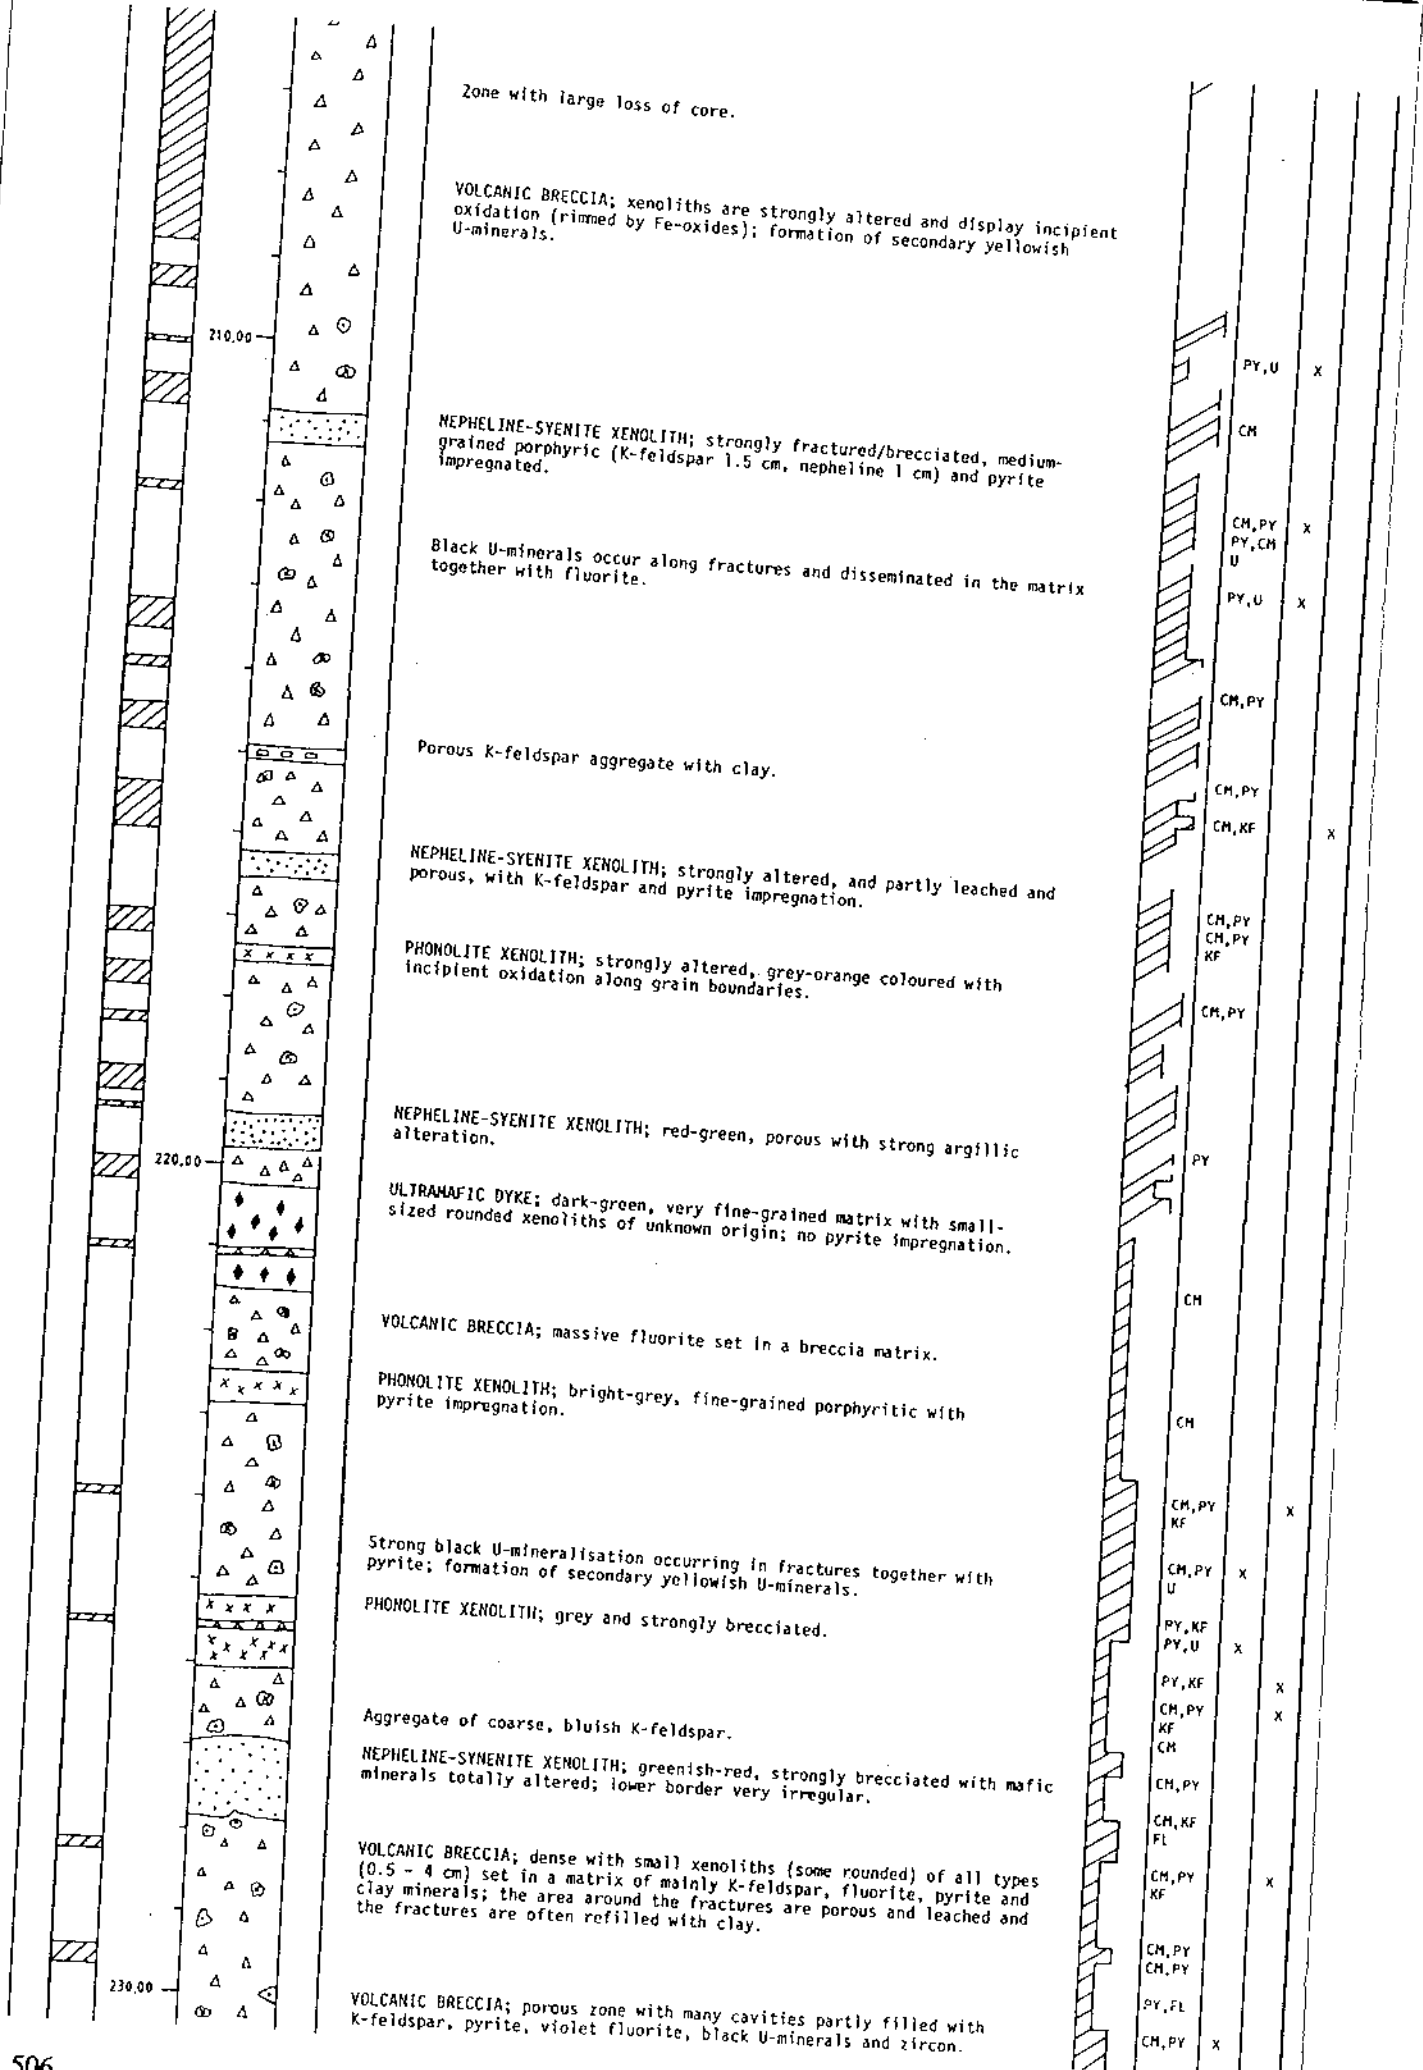 Zone with large loss of core.
VOLCANIC BRECCIA; xenoliths are strongly altered and display incipient
oxidation (rimmed by Fe-oxides); formation of secondary yellowish
U-minerals.
210,00
PY,U X
NEPHELINE-SYENITE XENOLITH; strongly fractured/brecciated, medium-
grained porphyric (K-feldspar 1.5 cm, nepheline 1 cm) and pyrite
impregnated.
CM
CM,PY X
PY,CM
U
Black U-minerals occur along fractures and disseminated in the matrix
together with fluorite.
PY,U X
CM,PY
Porous K-feldspar aggregate with clay.
CM,PY
CM,KF X
NEPHELINE-SYENITE XENOLITH; strongly altered, and partly leached and
porous, with K-feldspar and pyrite impregnation.
CM,PY
CM,PY
KF
PHONOLITE XENOLITH; strongly altered, grey-orange coloured with
incipient oxidation along grain boundaries.
CM,PY
NEPHELINE-SYENITE XENOLITH; red-green, porous with strong argillic
alteration.
220,00
PY
ULTRAMAFIC DYKE; dark-green, very fine-grained matrix with small-
sized rounded xenoliths of unknown origin; no pyrite impregnation.
CM
VOLCANIC BRECCIA; massive fluorite set in a breccia matrix.
PHONOLITE XENOLITH; bright-grey, fine-grained porphyritic with
pyrite impregnation.
CM
CM,PY X
KF
Strong black U-mineralisation occurring in fractures together with
pyrite; formation of secondary yellowish U-minerals.
CM,PY X
U
PHONOLITE XENOLITH; grey and strongly brecciated.
PY,KF
PY,U X
PY,KF X
CM,PY X
KF
CM
Aggregate of coarse, bluish K-feldspar.
NEPHELINE-SYNENITE XENOLITH; greenish-red, strongly brecciated with mafic
minerals totally altered; lower border very irregular.
CM,PY
CM,KF
FL
VOLCANIC BRECCIA; dense with small xenoliths (some rounded) of all types
(0.5 - 4 cm) set in a matrix of mainly K-feldspar, fluorite, pyrite and
clay minerals; the area around the fractures are porous and leached and
the fractures are often refilled with clay.
CM,PY X
KF
CM,PY
CM,PY
230,00
PY,FL
VOLCANIC BRECCIA; porous zone with many cavities partly filled with
K-feldspar, pyrite, violet fluorite, black U-minerals and zircon.
CM,PY X
506